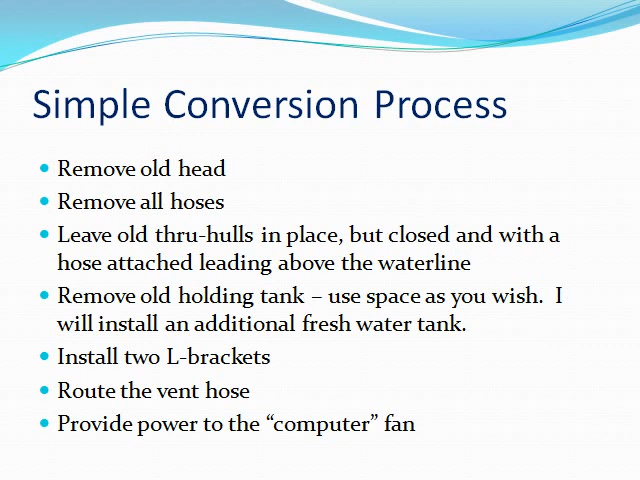 Simple Conversion Process
• Remove old head
• Remove all hoses
• Leave old thru-hulls in place, but closed and with a
hose attached leading above the waterline
• Remove old holding tank – use space as you wish.  I
will install an additional fresh water tank.
• Install two L-brackets
• Route the vent hose
• Provide power to the “computer” fan